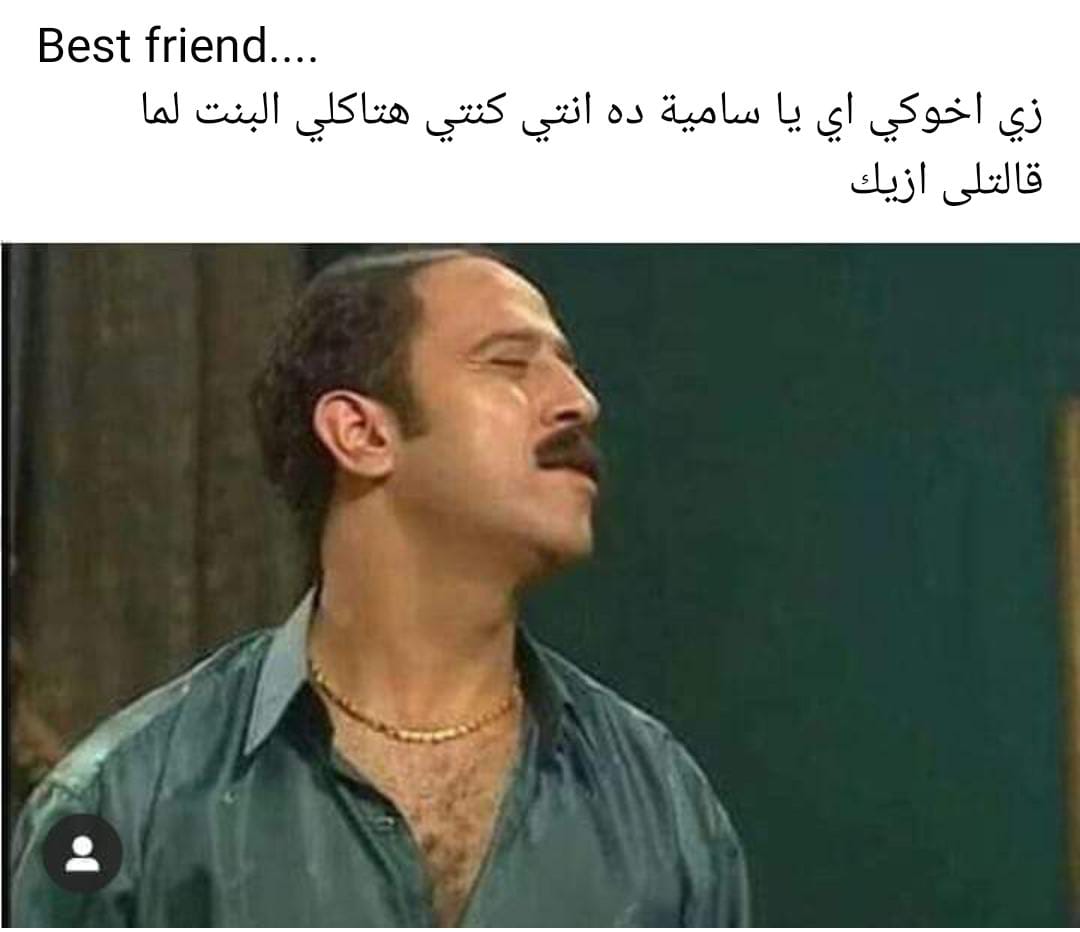 Best friend....
زي اخوكي اي يا سامية ده انتي كنتي هتاكلي البنت لما
قالتلى ازيك